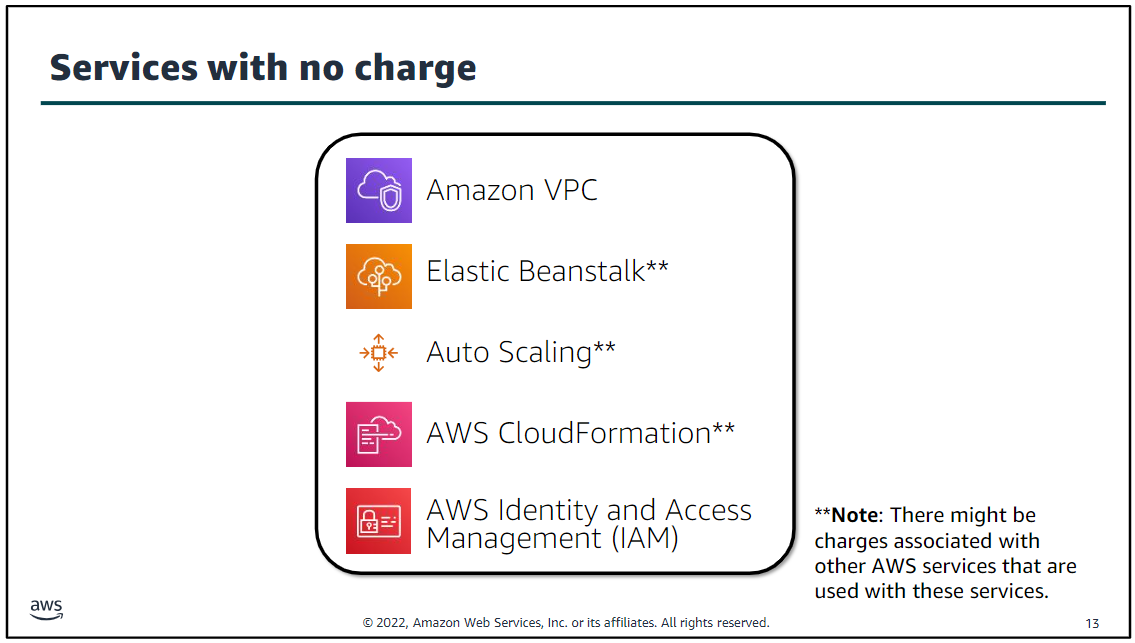 Services with no charge
Amazon VPC
Elastic Beanstalk**
Auto Scaling**
AWS CloudFormation**
AWS Identity and Access
Management (IAM)
**Note: There might be
charges associated with
other AWS services that are
used with these services.
aws
© 2022, Amazon Web Services, Inc. or its affiliates. All rights reserved.
13